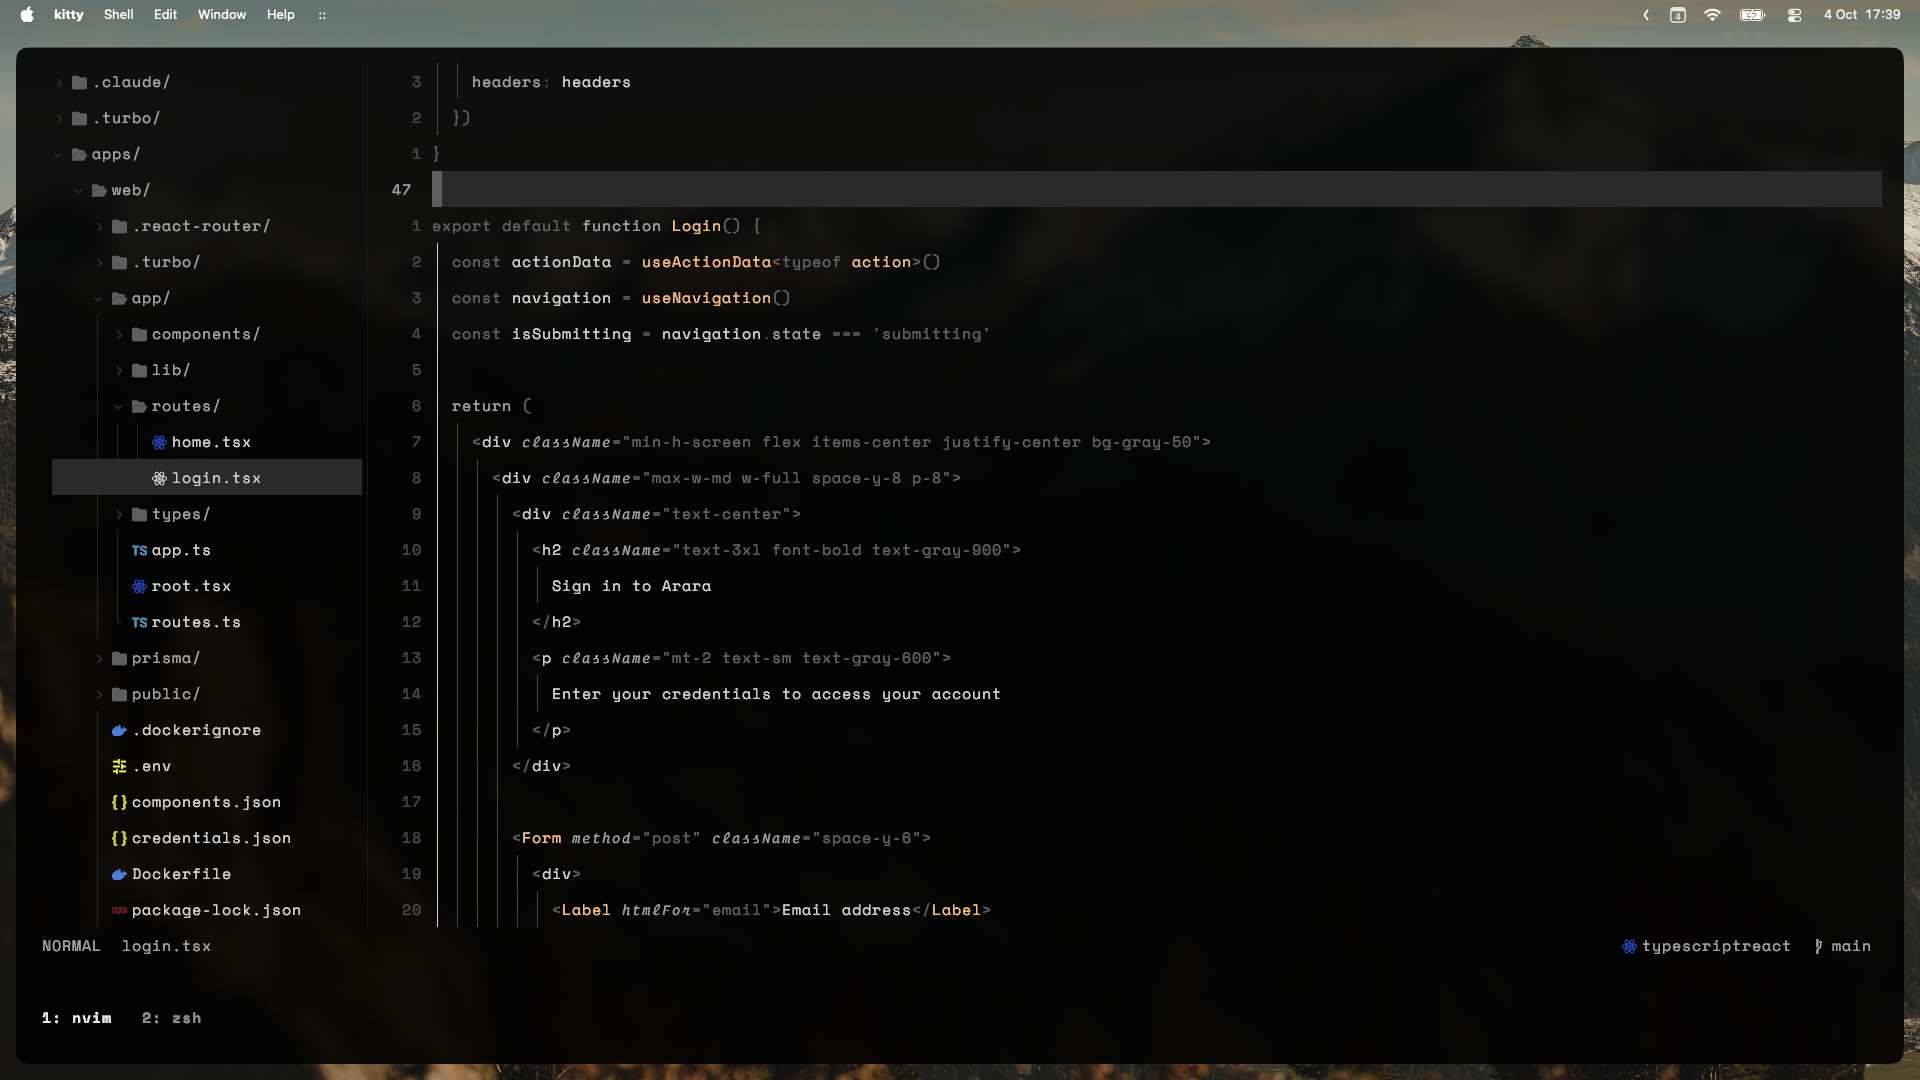 kitty Shell Edit Window Help ::
4 4 Oct 17:39
.claude/
.turbo/
apps/
web/
.react-router/
.turbo/
app/
components/
lib/
routes/
home.tsx
login.tsx
types/
TS app.ts
root.tsx
TS routes.ts
prisma/
public/
.dockerignore
.env
{} components.json
{} credentials.json
Dockerfile
package-lock.json
3 headers: headers
2 })
1 }
47
1 export default function Login() {
2 const actionData = useActionData<typeof action>()
3 const navigation = useNavigation()
4 const isSubmitting = navigation.state === 'submitting'
5
6 return (
7 <div className="min-h-screen flex items-center justify-center bg-gray-50">
8 <div className="max-w-md w-full space-y-8 p-8">
9 <div className="text-center">
10 <h2 className="text-3xl font-bold text-gray-900">
11 Sign in to Arara
12 </h2>
13 <p className="mt-2 text-sm text-gray-600">
14 Enter your credentials to access your account
15 </p>
16 </div>
17
18 <Form method="post" className="space-y-6">
19 <div>
20 <Label htmlFor="email">Email address</Label>
NORMAL login.tsx
typescriptreact main
1: nvim 2: zsh